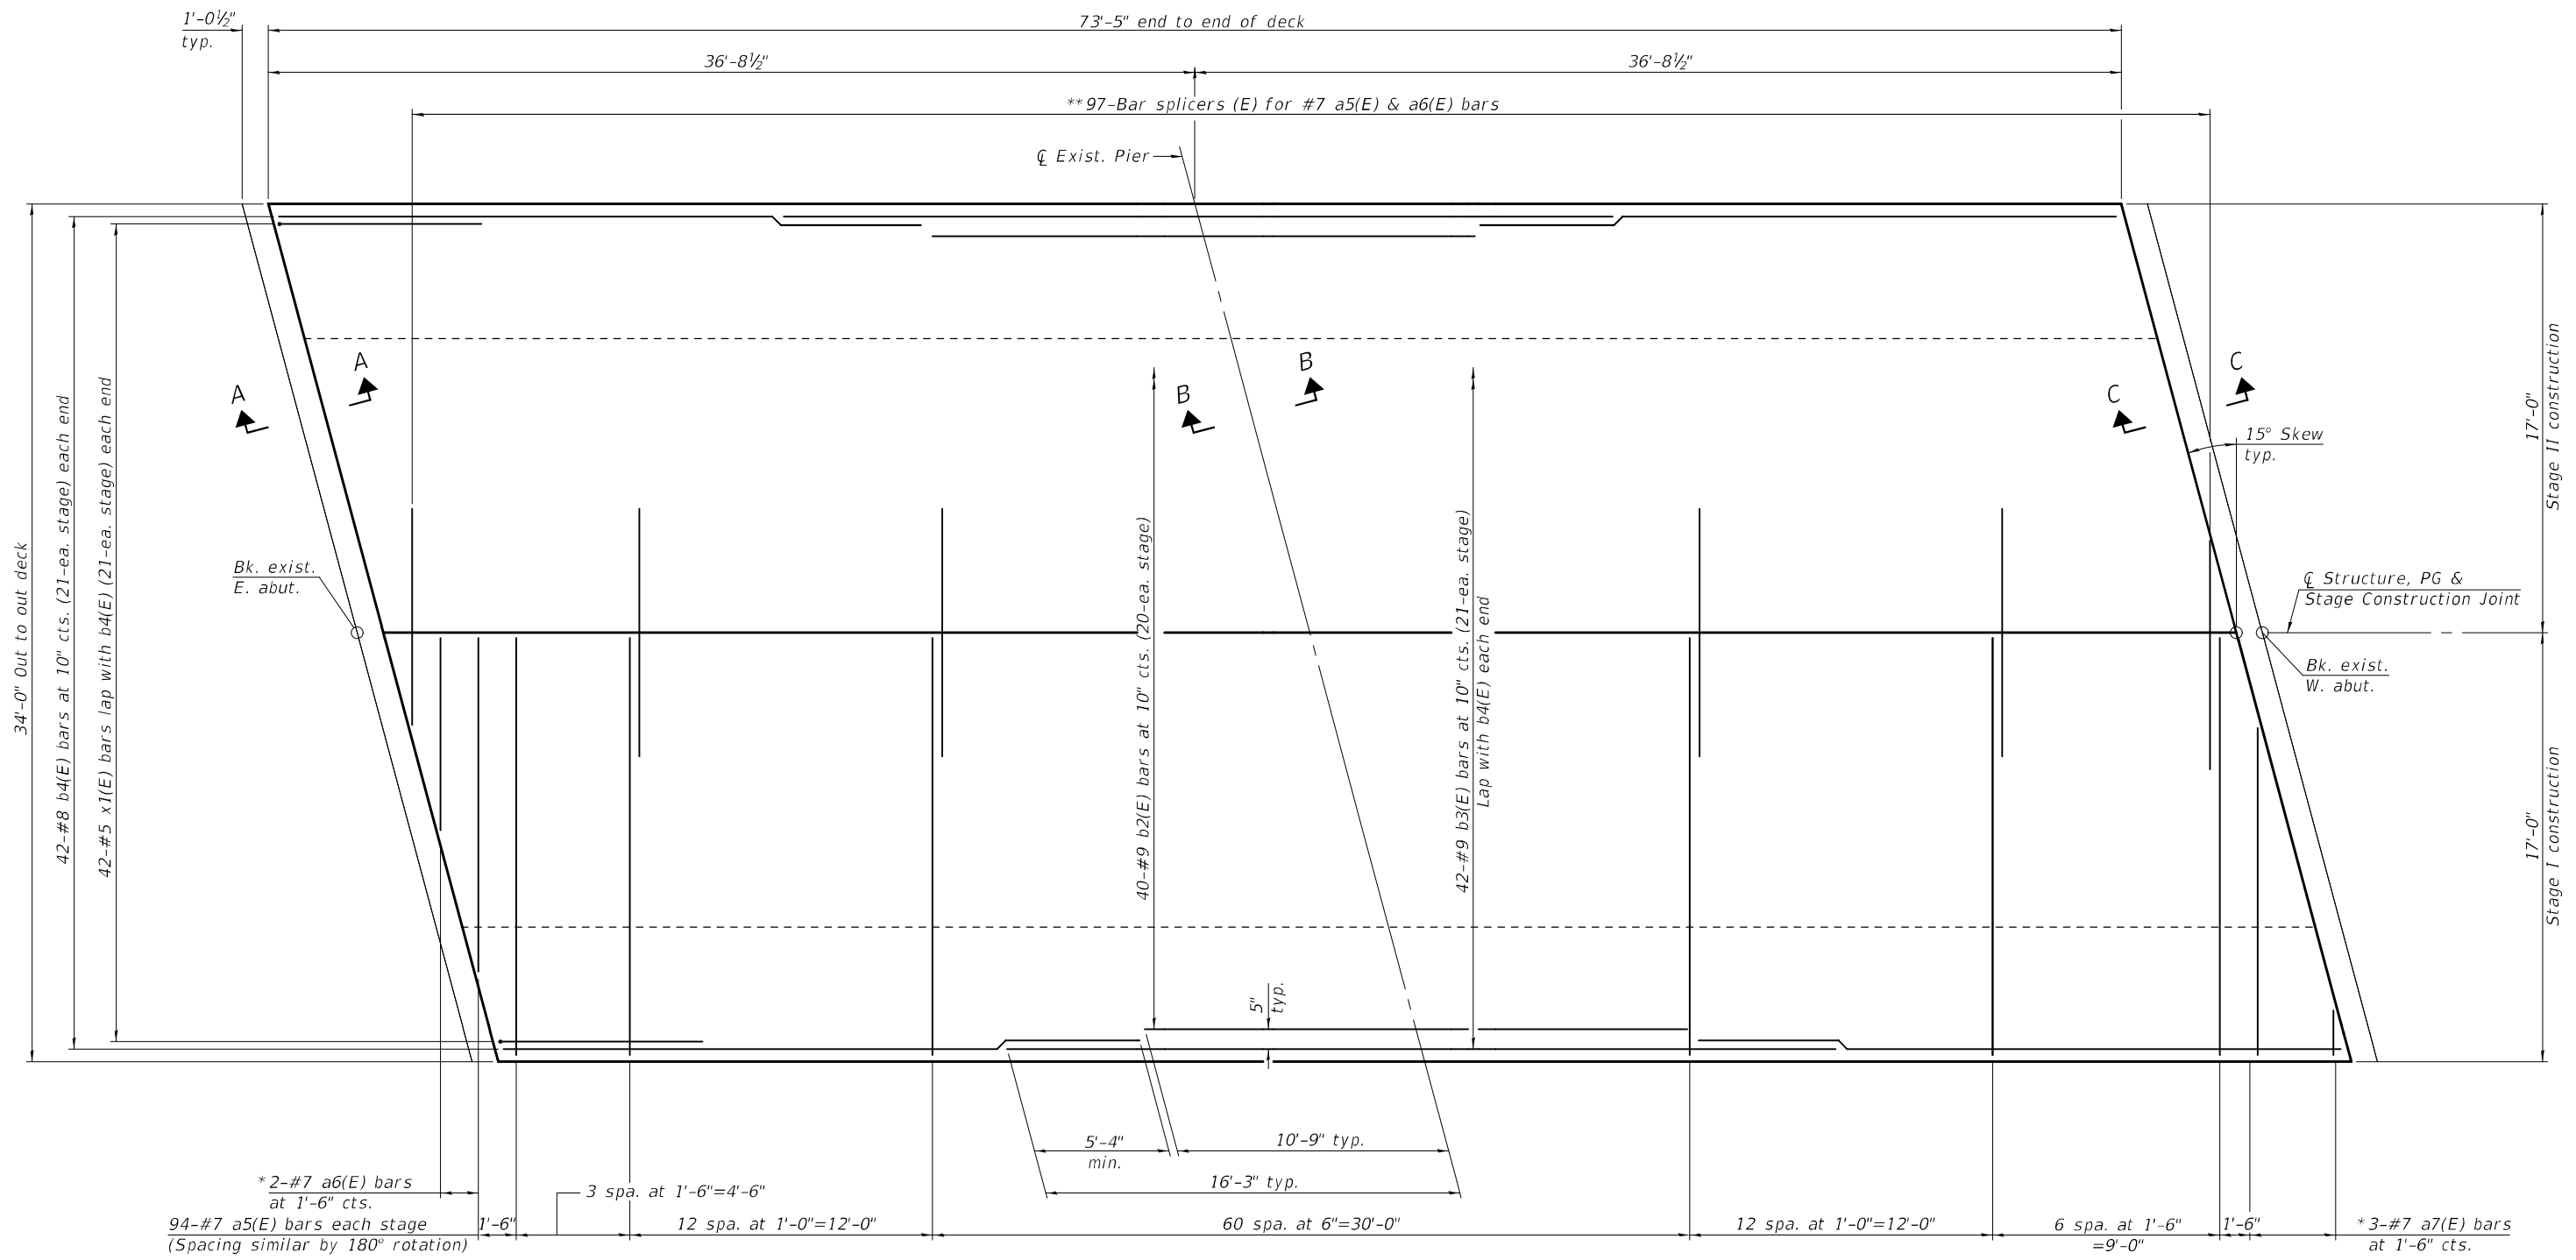 1'-0½"
typ.
73'-5" end to end of deck
36'-8½"
36'-8½"
**97-Bar splicers (E) for #7 a5(E) & a6(E) bars
℄ Exist. Pier
A
A
B
B
C
C
15° Skew
typ.
17'-0"
Stage II construction
34'-0" Out to out deck
42-#8 b4(E) bars at 10" cts. (21-ea. stage) each end
42-#5 x1(E) bars lap with b4(E) (21-ea. stage) each end
40-#9 b2(E) bars at 10" cts. (20-ea. stage)
42-#9 b3(E) bars at 10" cts. (21-ea. stage)
Lap with b4(E) each end
Bk. exist.
E. abut.
℄ Structure, PG &
Stage Construction Joint
Bk. exist.
W. abut.
17'-0"
Stage I construction
5"
typ.
5'-4"
min.
10'-9" typ.
16'-3" typ.
*2-#7 a6(E) bars
at 1'-6" cts.
3 spa. at 1'-6"=4'-6"
94-#7 a5(E) bars each stage
(Spacing similar by 180° rotation)
1'-6"
12 spa. at 1'-0"=12'-0"
60 spa. at 6"=30'-0"
12 spa. at 1'-0"=12'-0"
6 spa. at 1'-6"
=9'-0"
1'-6"
*3-#7 a7(E) bars
at 1'-6" cts.